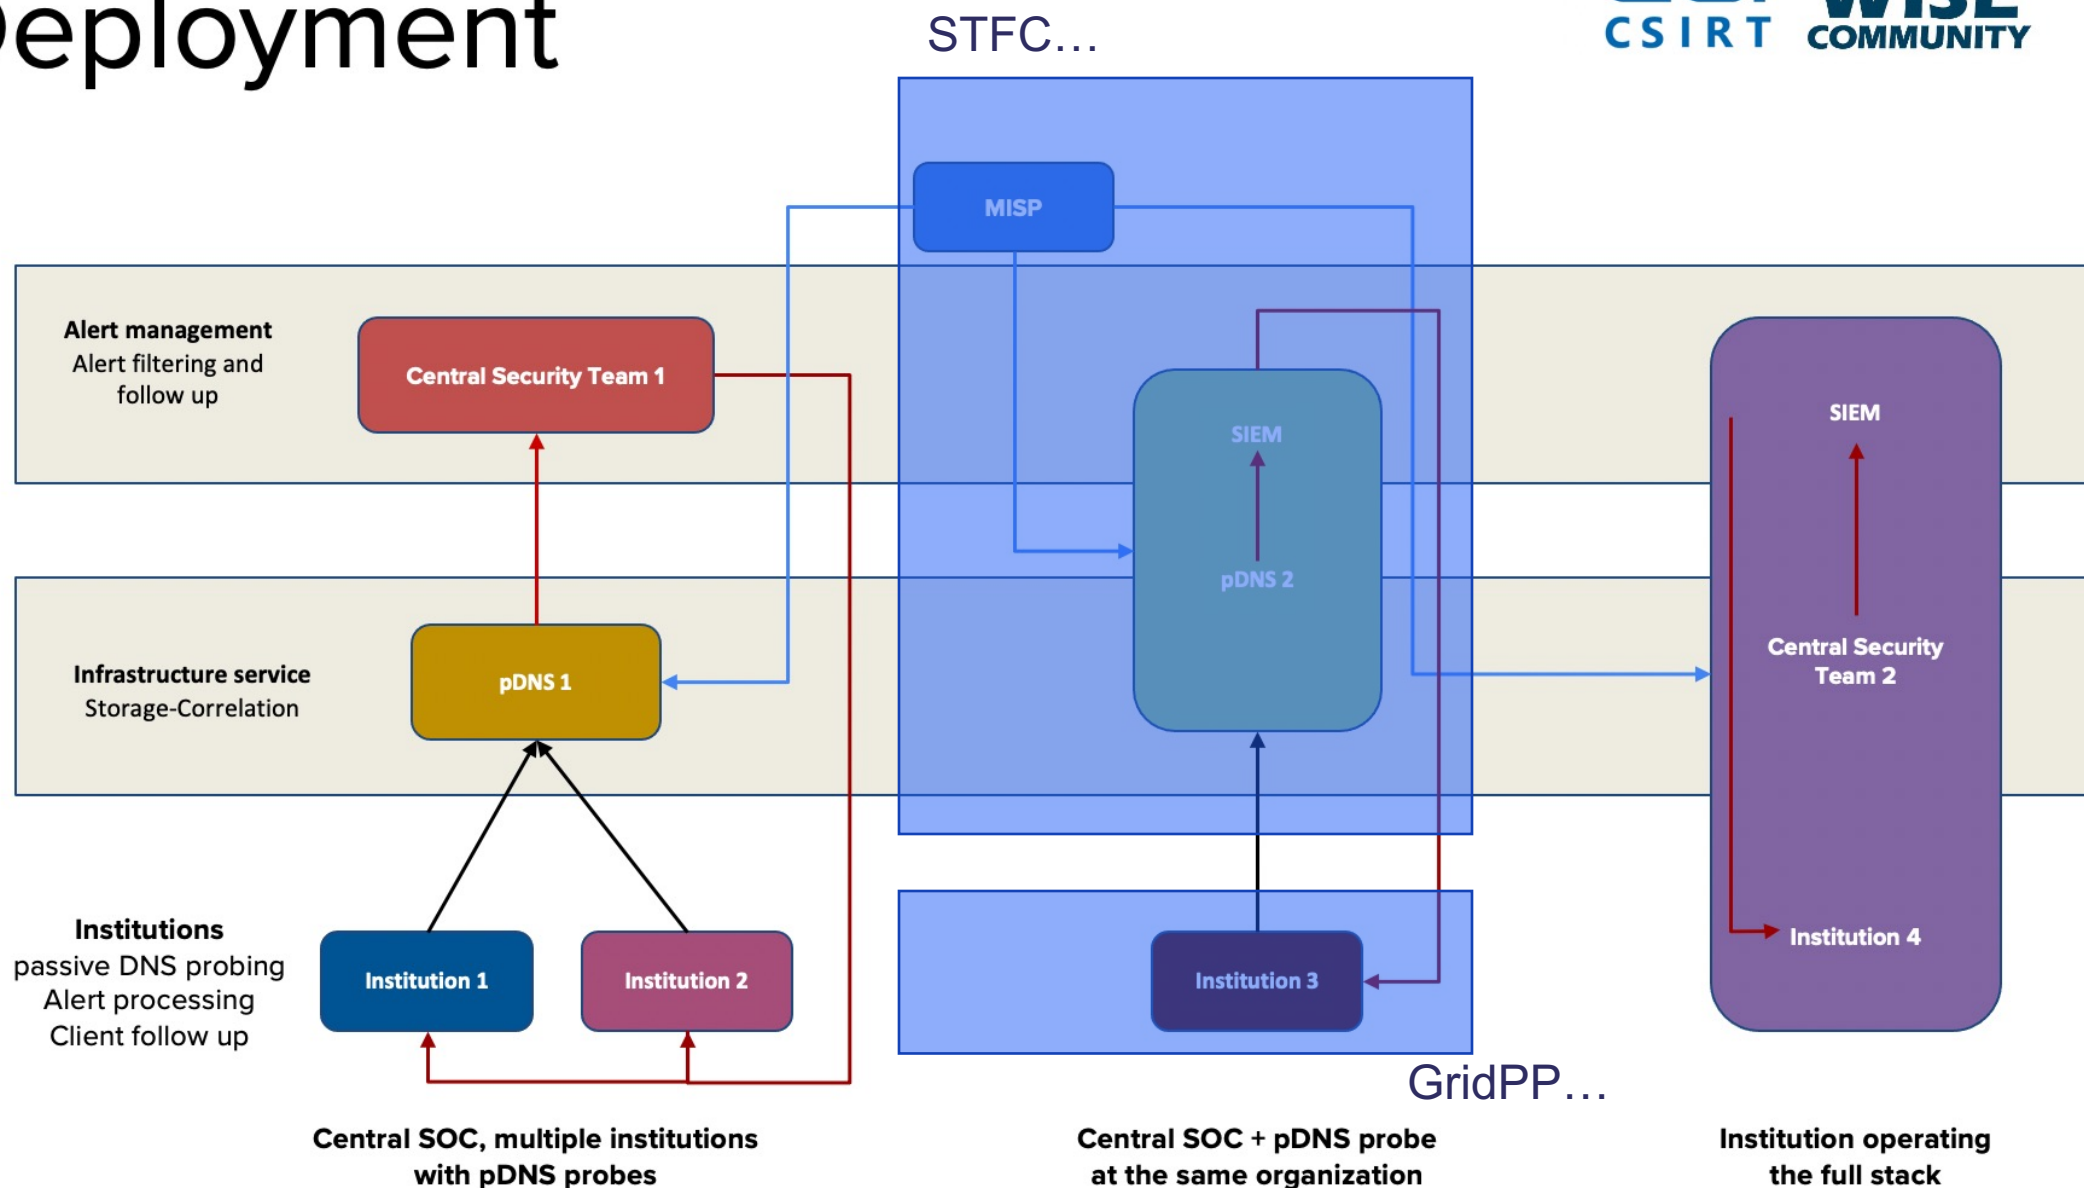 Deployment
STFC...
CSIRT
WISE
COMMUNITY
MISP
Alert management
Alert filtering and
follow up
Central Security Team 1
SIEM
pDNS 2
SIEM
Central Security
Team 2
Institution 4
Infrastructure service
Storage-Correlation
pDNS 1
Institutions
passive DNS probing
Alert processing
Client follow up
Institution 1
Institution 2
Institution 3
GridPP...
Central SOC, multiple institutions
with pDNS probes
Central SOC + pDNS probe
at the same organization
Institution operating
the full stack